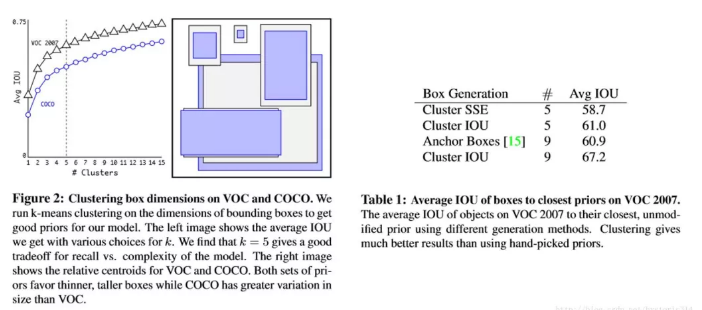 0.75
VOC 2007
COCO
Avg IOU
0
1 2 3 4 5 6 7 8 9 10 11 12 13 14 15
# Clusters
Figure 2: Clustering box dimensions on VOC and COCO. We
run k-means clustering on the dimensions of bounding boxes to get
good priors for our model. The left image shows the average IOU
we get with various choices for k. We find that k = 5 gives a good
tradeoff for recall vs. complexity of the model. The right image
shows the relative centroids for VOC and COCO. Both sets of pri-
ors favor thinner, taller boxes while COCO has greater variation in
size than VOC.
Box Generation # Avg IOU
Cluster SSE 5 58.7
Cluster IOU 5 61.0
Anchor Boxes [15] 9 60.9
Cluster IOU 9 67.2
Table 1: Average IOU of boxes to closest priors on VOC 2007.
The average IOU of objects on VOC 2007 to their closest, unmod-
ified prior using different generation methods. Clustering gives
much better results than using hand-picked priors.